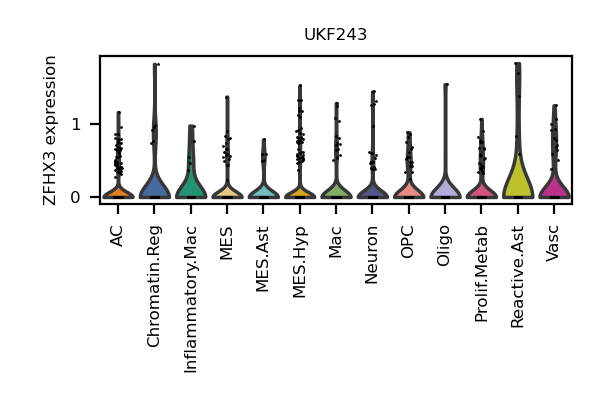 UKF243
ZFHX3 expression
1
0
AC
Chromatin.Reg
Inflammatory.Mac
MES
MES.Ast
MES.Hyp
Mac
Neuron
OPC
Oligo
Prolif.Metab
Reactive.Ast
Vasc